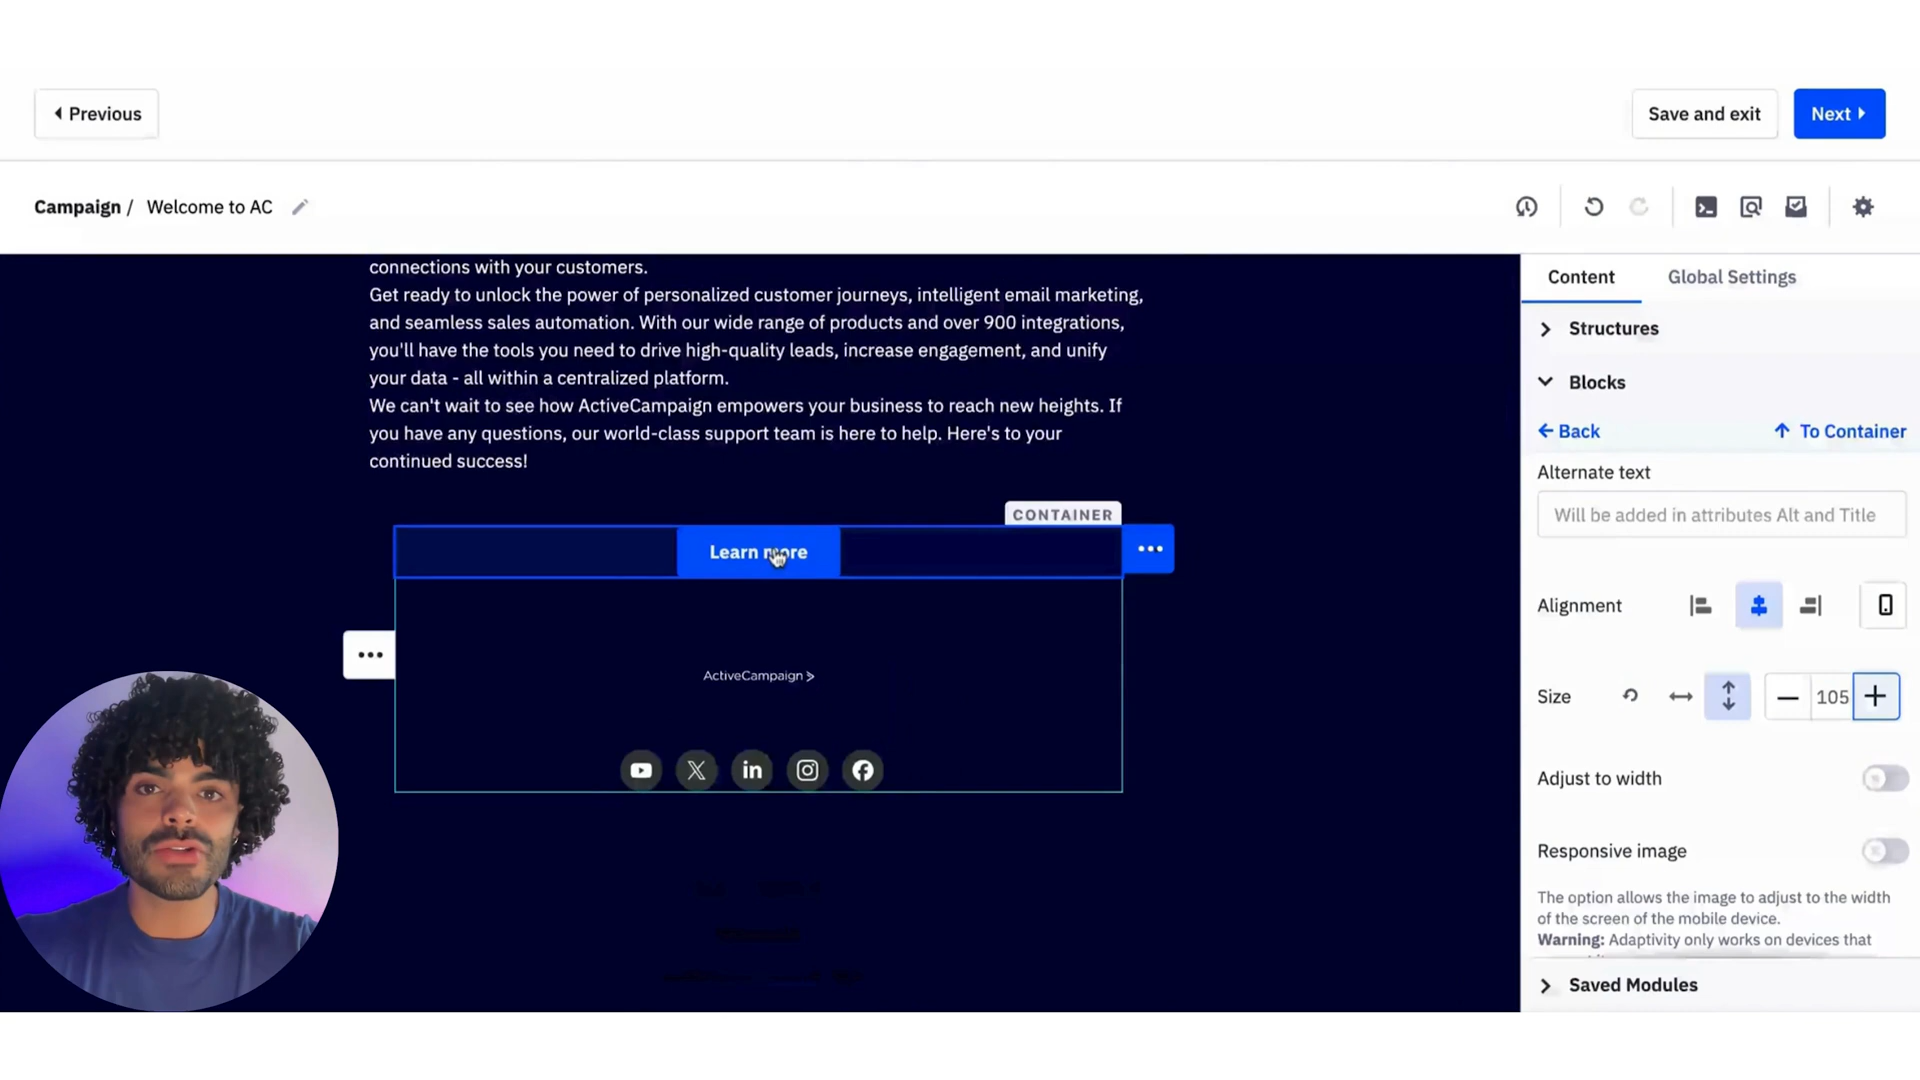 Previous
Save and exit
Next
Campaign / Welcome to AC
connections with your customers.
Get ready to unlock the power of personalized customer journeys, intelligent email marketing,
and seamless sales automation. With our wide range of products and over 900 integrations,
you'll have the tools you need to drive high-quality leads, increase engagement, and unify
your data - all within a centralized platform.
We can't wait to see how ActiveCampaign empowers your business to reach new heights. If
you have any questions, our world-class support team is here to help. Here's to your
continued success!
CONTAINER
Learn more
ActiveCampaign >
Content
Global Settings
Structures
Blocks
Back
To Container
Alternate text
Will be added in attributes Alt and Title
Alignment
Size
105
Adjust to width
Responsive image
The option allows the image to adjust to the width
of the screen of the mobile device.
Warning: Adaptivity only works on devices that
Saved Modules